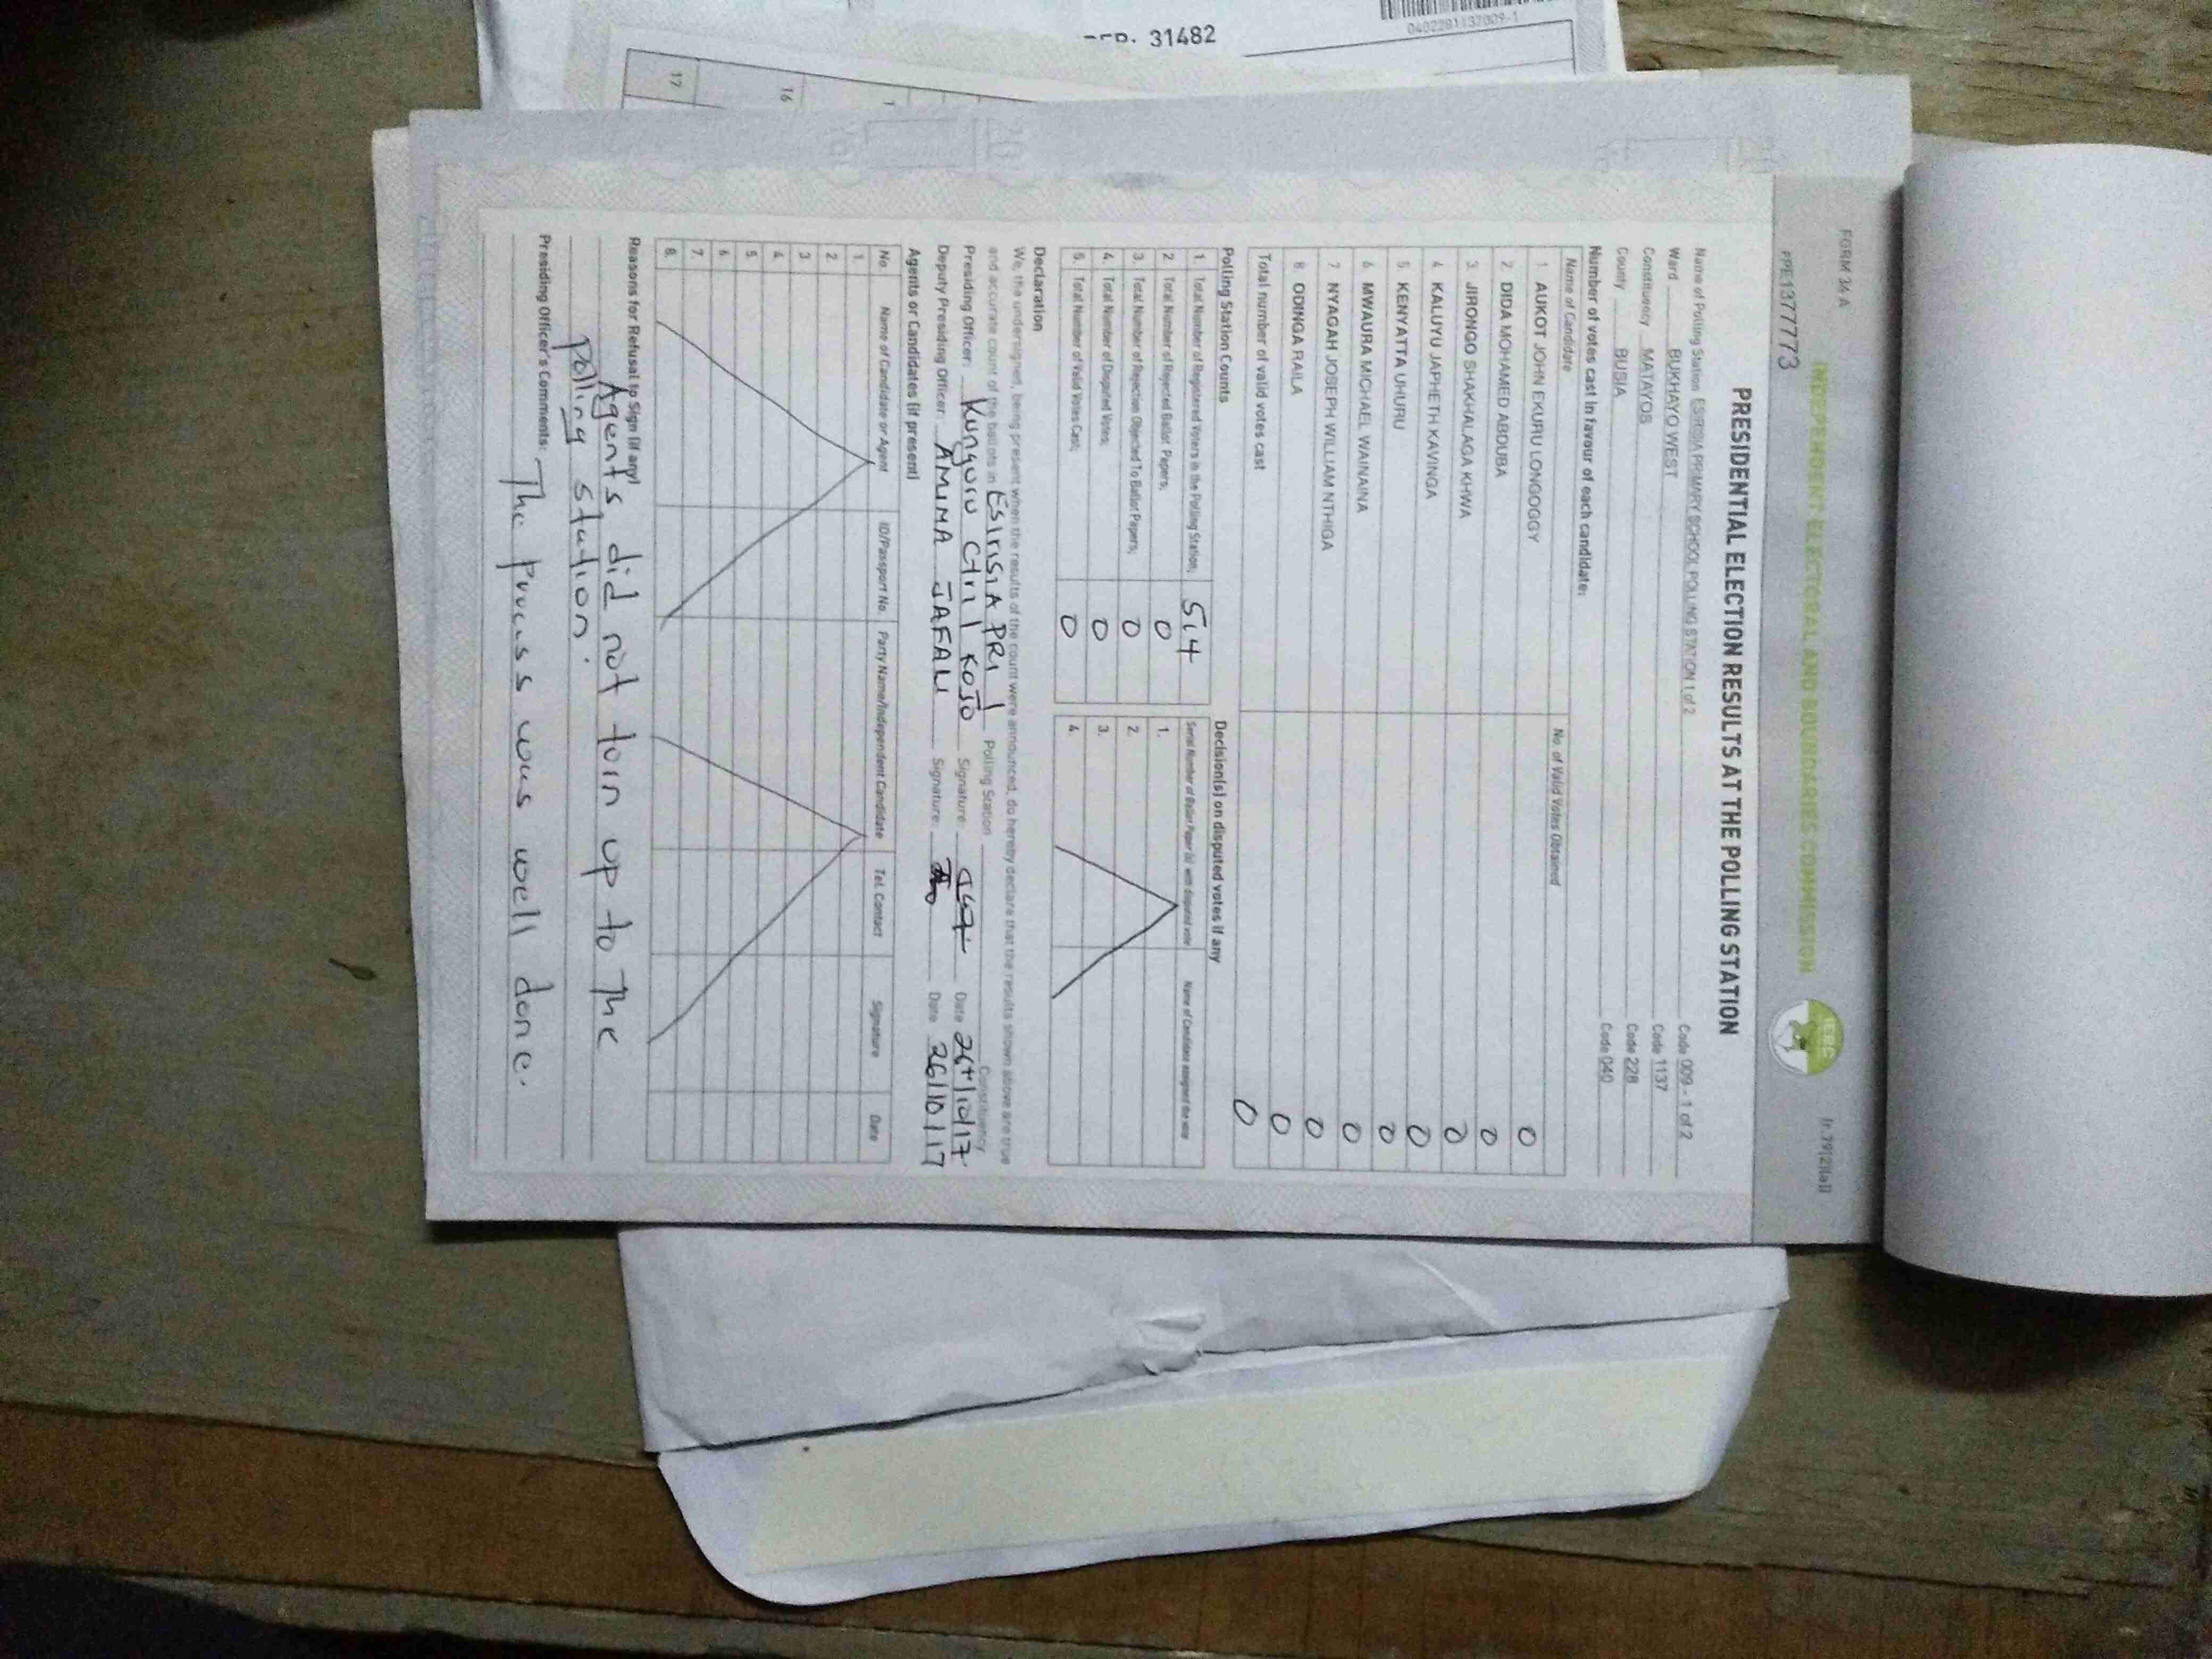 31482
0402281137009-1
17
16
FORM 34 A
[r.79(2)(a)]
INDEPENDENT ELECTORAL AND BOUNDARIES COMMISSION
IEBC
PPE1377773
PRESIDENTIAL ELECTION RESULTS AT THE POLLING STATION
Name of Polling Station ESIRISIA PRIMARY SCHOOL POLLING STATION 1 of 2 Code 009 - 1 of 2
Ward BUKHAYO WEST Code 1137
Constituency MATAYOS Code 228
County BUSIA Code 040
Number of votes cast in favour of each candidate:
Name of Candidate No. of Valid Votes Obtained
1. AUKOT JOHN EKURU LONGOGGY 0
2. DIDA MOHAMED ABDUBA 0
3. JIRONGO SHAKHALAGA KHWA 0
4. KALUYU JAPHETH KAVINGA 0
5. KENYATTA UHURU 0
6. MWAURA MICHAEL WAINAINA 0
7. NYAGAH JOSEPH WILLIAM NTHIGA 0
8. ODINGA RAILA 0
Total number of valid votes cast 0
Polling Station Counts Decision(s) on disputed votes if any
1. Total Number of Registered Voters in the Polling Station; 514
2. Total Number of Rejected Ballot Papers; 0
3. Total Number of Rejection Objected To Ballot Papers; 0
4. Total Number of Disputed Votes; 0
5. Total Number of Valid Votes Cast; 0
Serial Number of Ballot Paper (s) with disputed vote Name of Candidate assigned the vote
1.
2.
3.
4.
Declaration
We, the undersigned, being present when the results of the count were announced, do hereby declare that the results shown above are true
and accurate count of the ballots in ESIRISIA PRI 1 Polling Station Constituency
Presiding Officer: Kunguru Ciril Kojo Signature: Date 26/10/17
Deputy Presiding Officer: AMIMA JAFALI Signature: Date 26/10/17
Agents or Candidates (if present)
No. Name of Candidate or Agent ID/Passport No. Party Name/Independent Candidate Tel. Contact Signature Date
1.
2.
3.
4.
5.
6.
7.
8.
Reasons for Refusal to Sign (if any)
Agents did not torn up to the
polling station.
Presiding Officer's Comments: The process was well done.